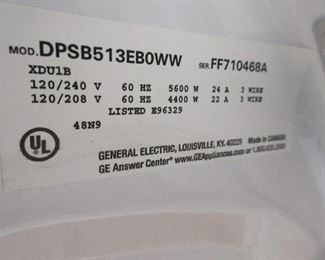 MOD. DPSB513EB0WW SER. FF710468A
XDU1B
120/240 V 60 HZ 5600 W 24 A 3 WIRE
120/208 V 60 HZ 4400 W 22 A 3 WIRE
LISTED E96329
48N9
UL
GENERAL ELECTRIC, LOUISVILLE, KY. 40225 Made in CANADA
GE Answer Center® www.GEAppliances.com or